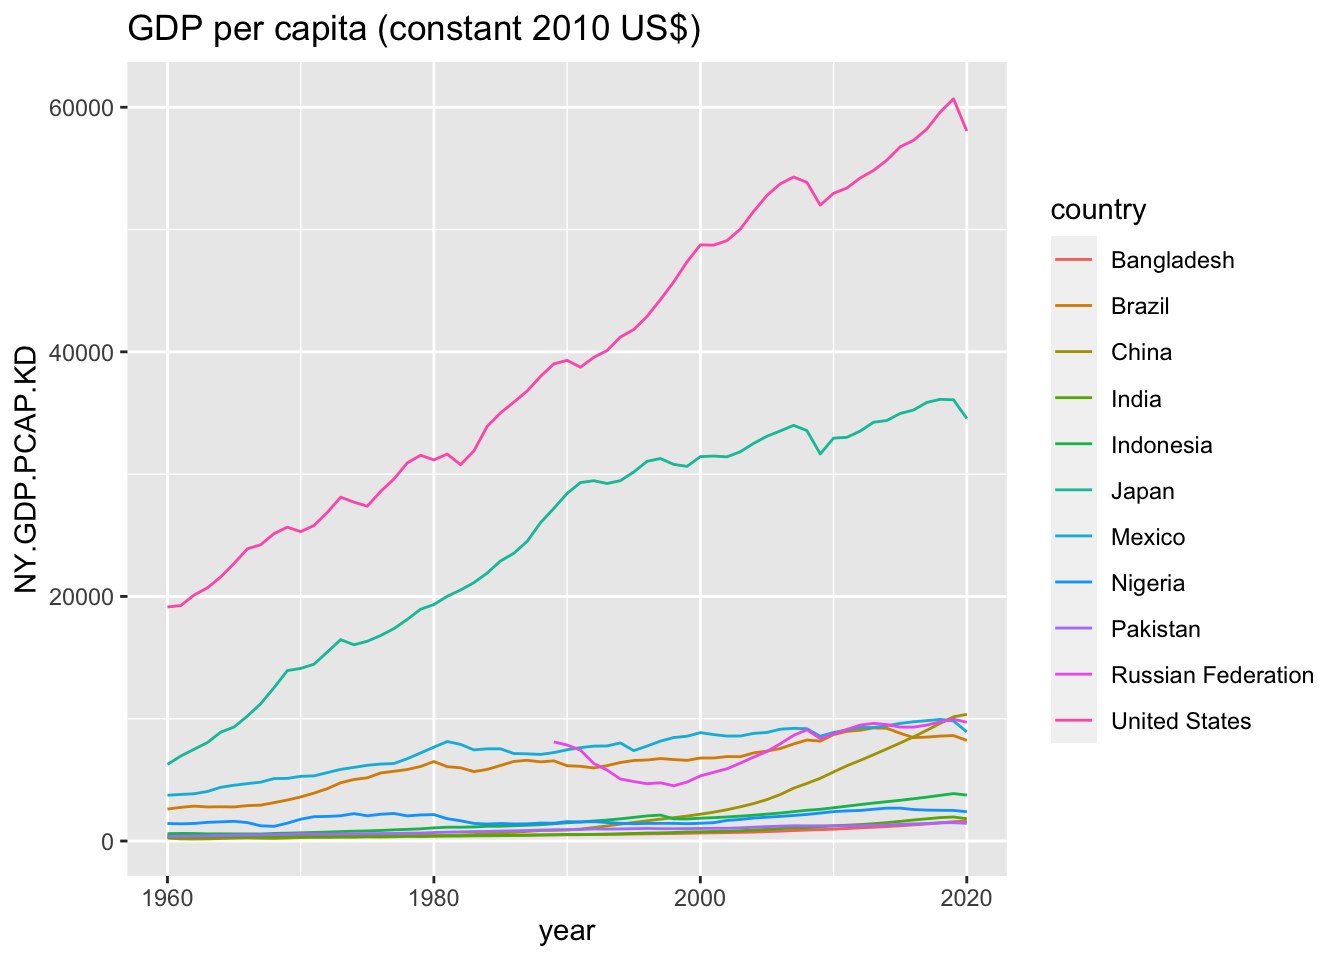 GDP per capita (constant 2010 US$)
NY.GDP.PCAP.KD
60000
40000
20000
0
1960
1980
2000
2020
year
country
Bangladesh
Brazil
China
India
Indonesia
Japan
Mexico
Nigeria
Pakistan
Russian Federation
United States